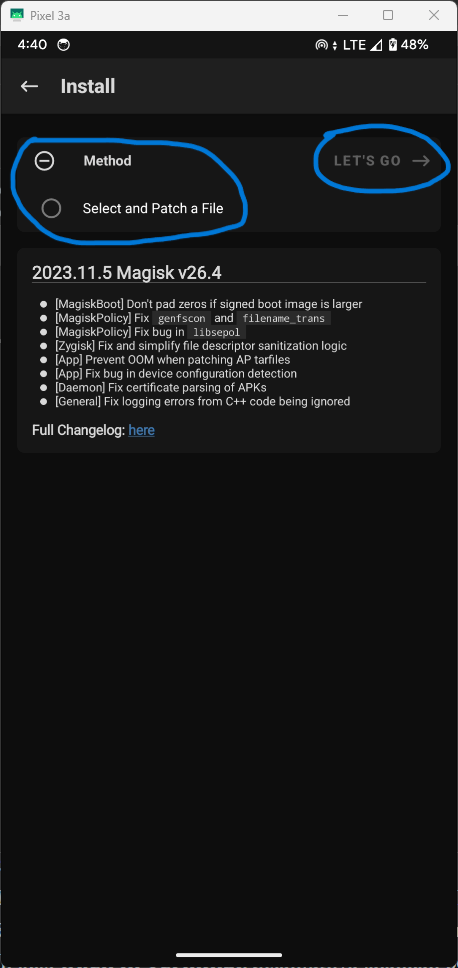 Pixel 3a
4:40 LTE 48%
Install
Method LET'S GO
Select and Patch a File
2023.11.5 Magisk v26.4
[MagiskBoot] Don't pad zeros if signed boot image is larger
[MagiskPolicy] Fix genfscon and filename_trans
[MagiskPolicy] Fix bug in libsepol
[Zygisk] Fix and simplify file descriptor sanitization logic
[App] Prevent OOM when patching AP tarfiles
[App] Fix bug in device configuration detection
[Daemon] Fix certificate parsing of APKs
[General] Fix logging errors from C++ code being ignored
Full Changelog: here